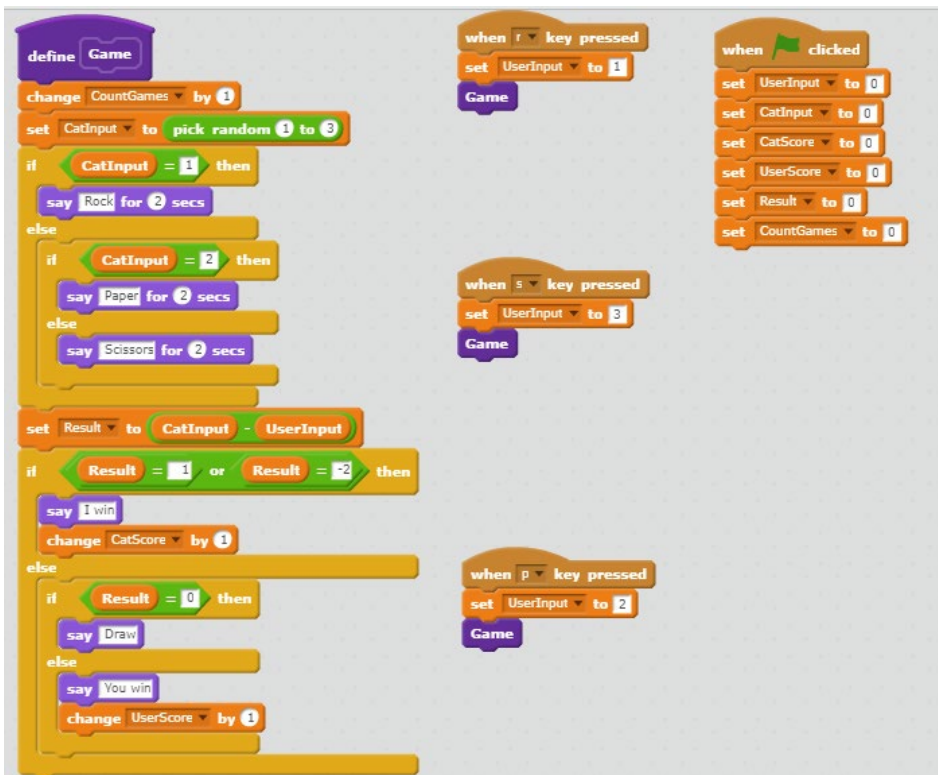 define Game
change CountGames by 1
set CatInput to pick random 1 to 3
if CatInput = 1 then
say Rock for 2 secs
else
if CatInput = 2 then
say Paper for 2 secs
else
say Scissors for 2 secs
set Result to CatInput - UserInput
if Result = 1 or Result = -2 then
say I win
change CatScore by 1
else
if Result = 0 then
say Draw
else
say You win
change UserScore by 1
when r key pressed
set UserInput to 1
Game
when s key pressed
set UserInput to 3
Game
when p key pressed
set UserInput to 2
Game
when clicked
set UserInput to 0
set CatInput to 0
set CatScore to 0
set UserScore to 0
set Result to 0
set CountGames to 0